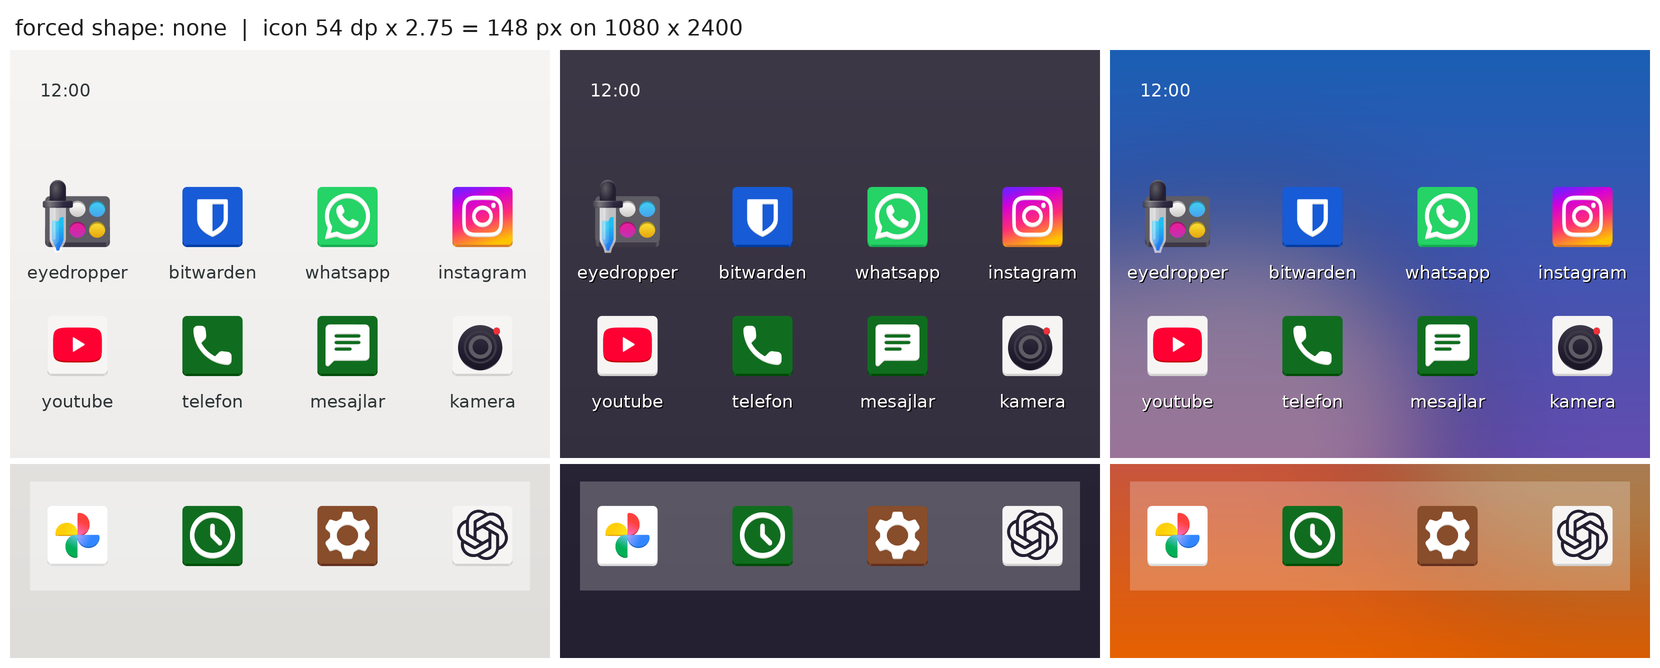 forced shape: none | icon 54 dp x 2.75 = 148 px on 1080 x 2400
12:00
eyedropper bitwarden whatsapp instagram
youtube telefon mesajlar kamera
12:00
eyedropper bitwarden whatsapp instagram
youtube telefon mesajlar kamera
12:00
eyedropper bitwarden whatsapp instagram
youtube telefon mesajlar kamera